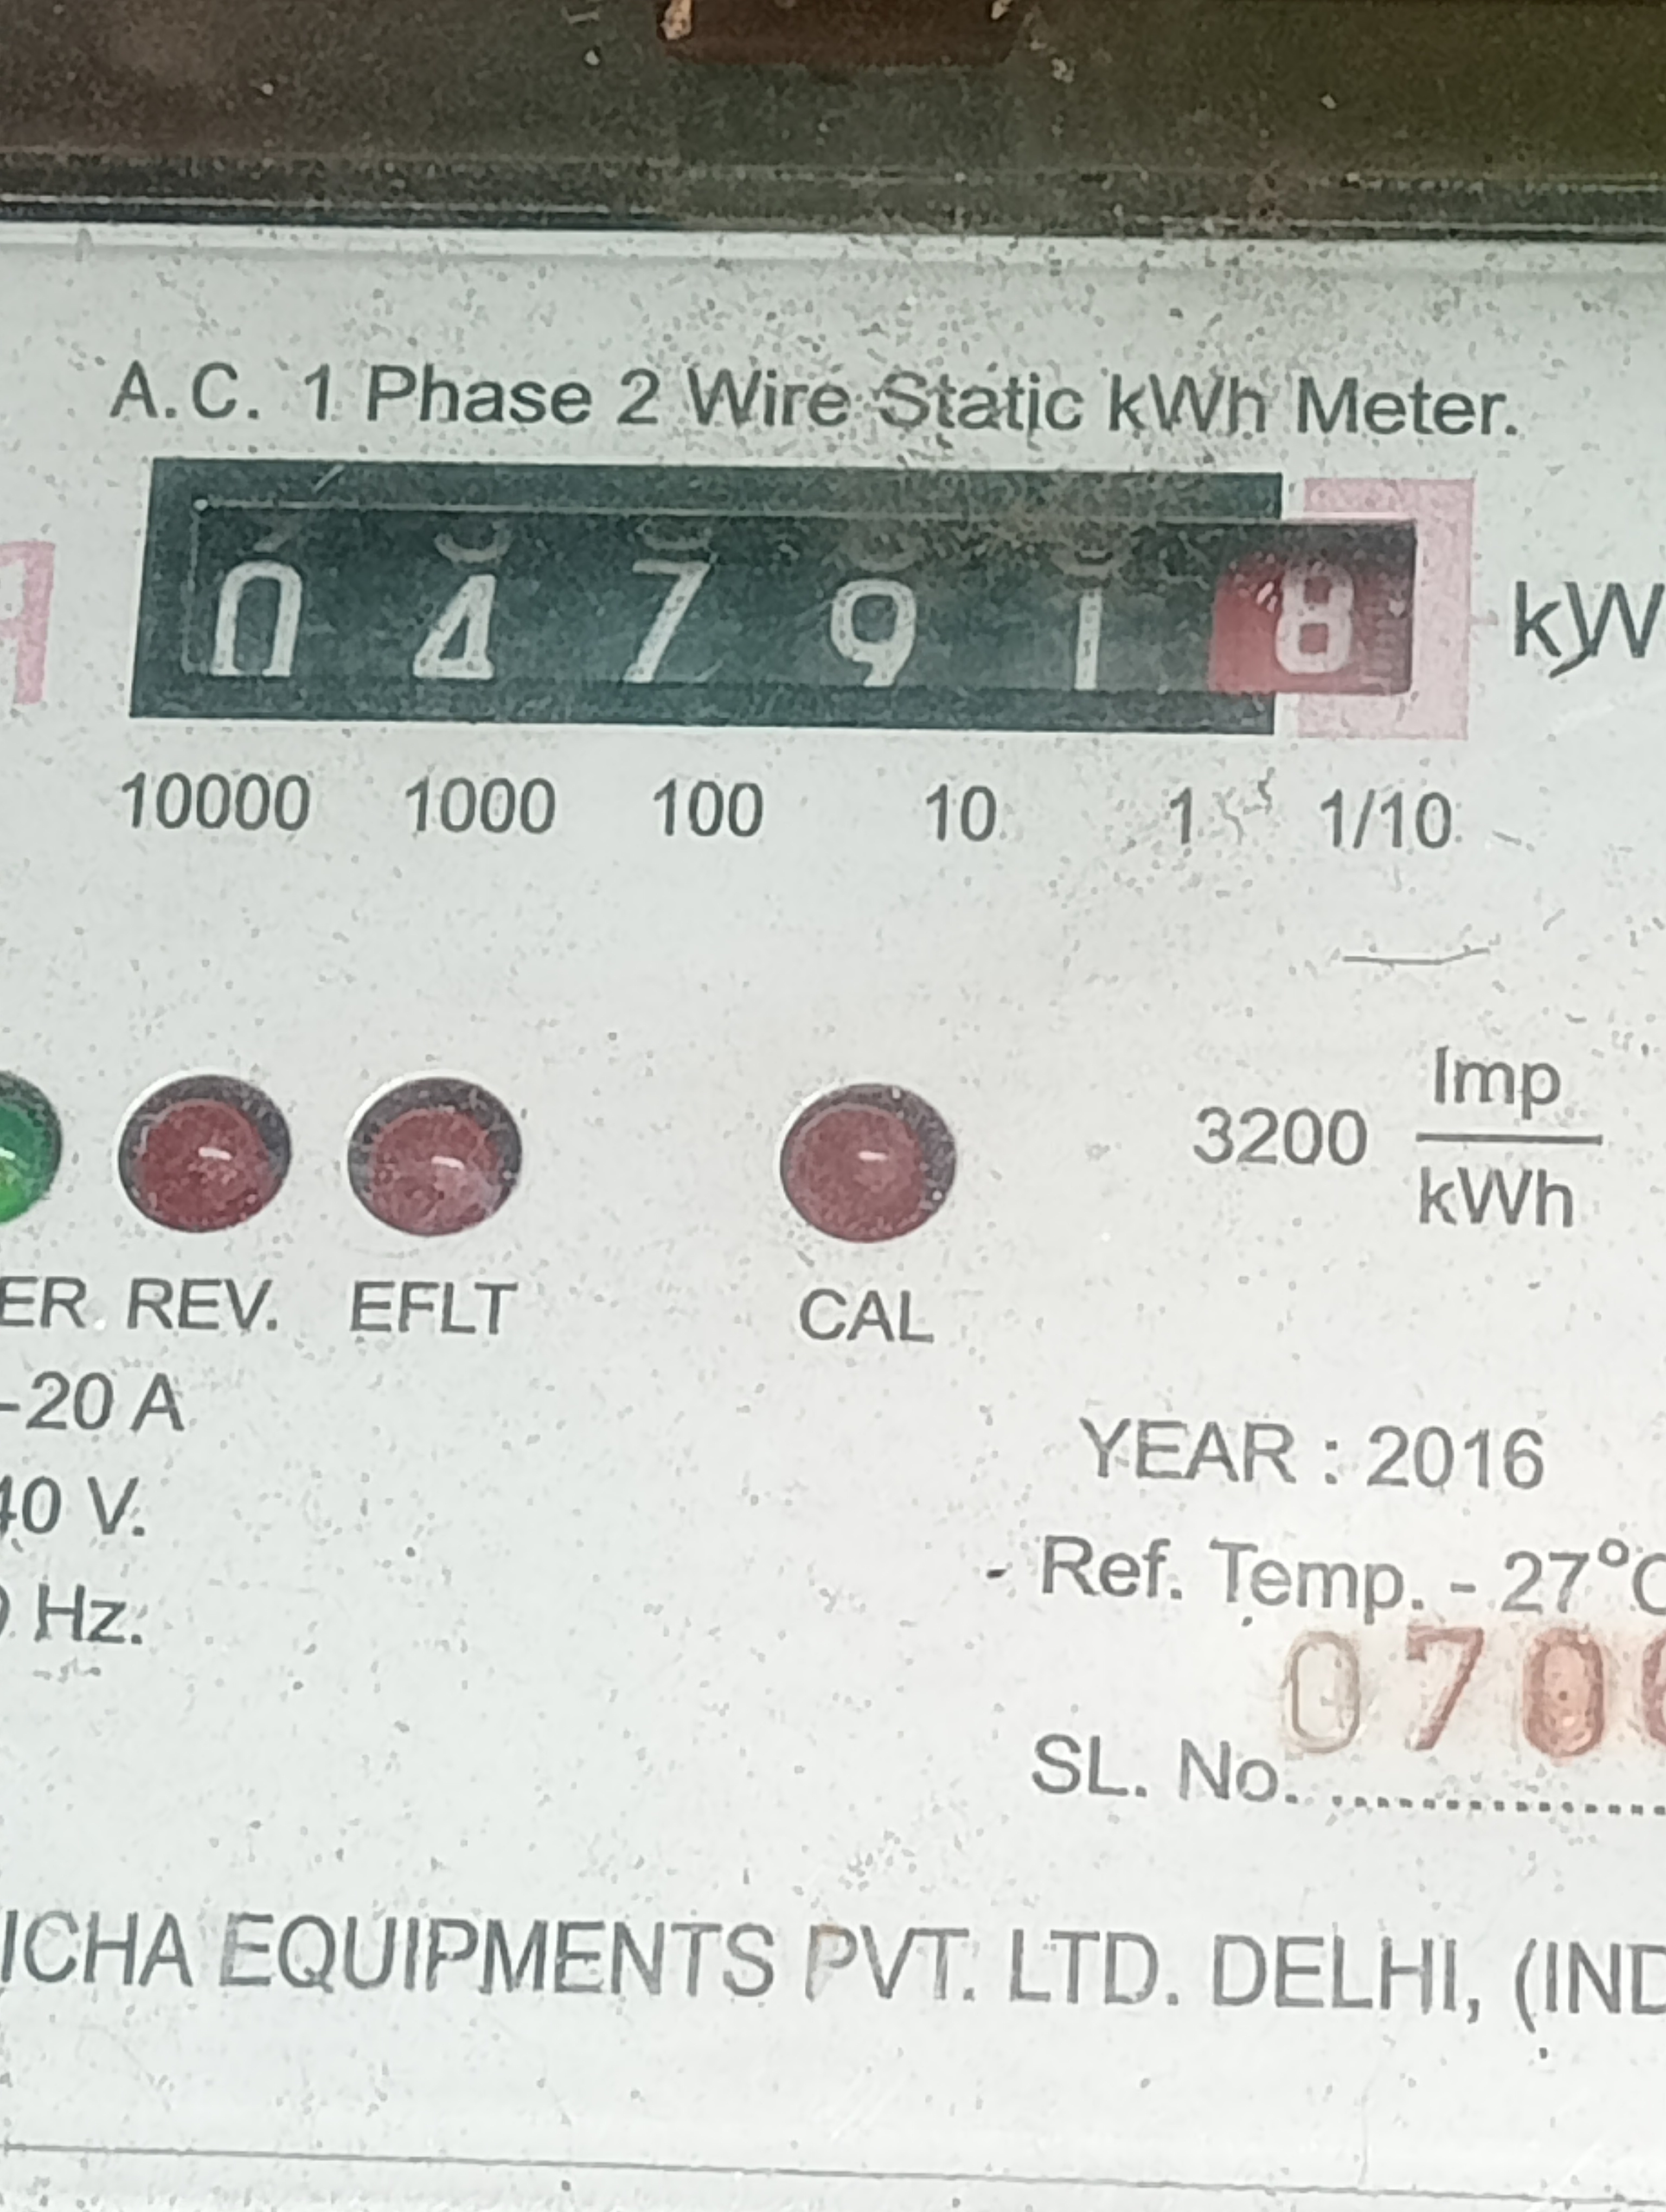 A.C. 1 Phase 2 Wire Static kWh Meter.
0 4 7 9 1 8 kW
10000 1000 100 10 1 1/10
3200 Imp
kWh
ER REV. EFLT CAL
-20 A
YEAR : 2016
40 V.
Ref. Temp. - 27°C
Hz.
070
SL. No. ....................
ICHA EQUIPMENTS PVT. LTD. DELHI, (IND